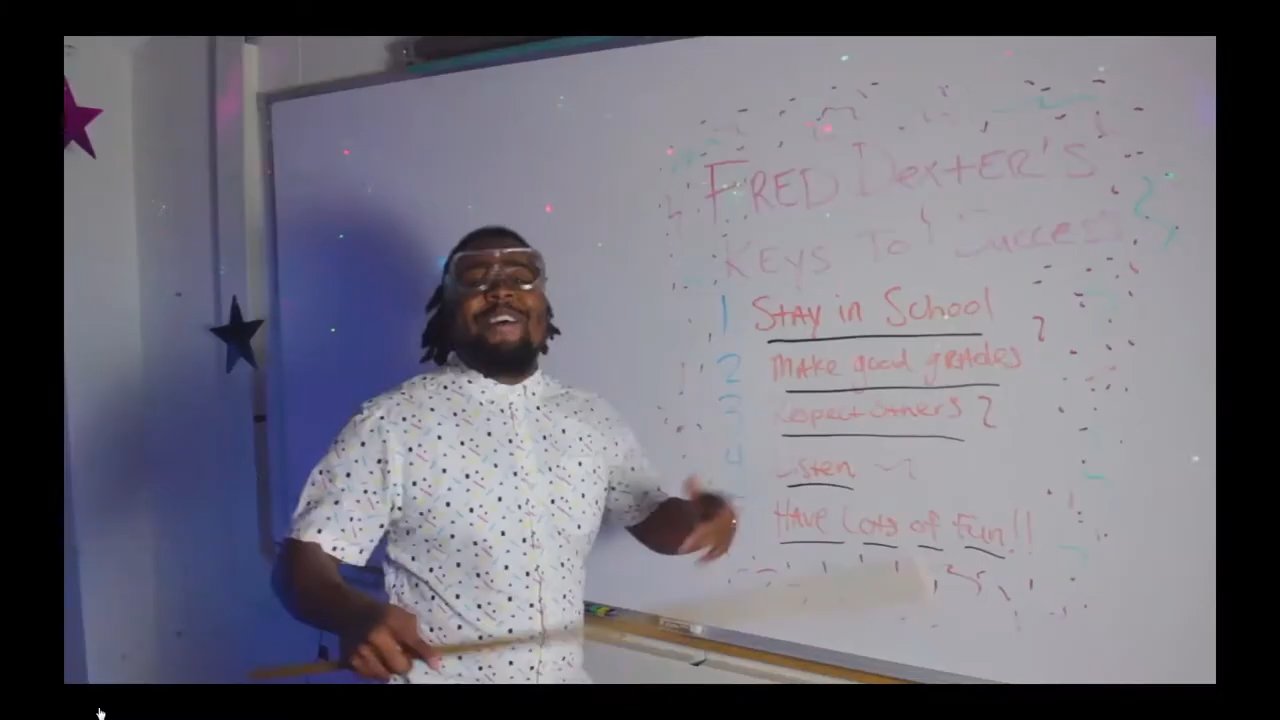 FRED DexTER'S
KEYS To Success
1 STAY in School
2 MAKe good gRADes
3 Respect others
4
HAVE Lots of Fun!!